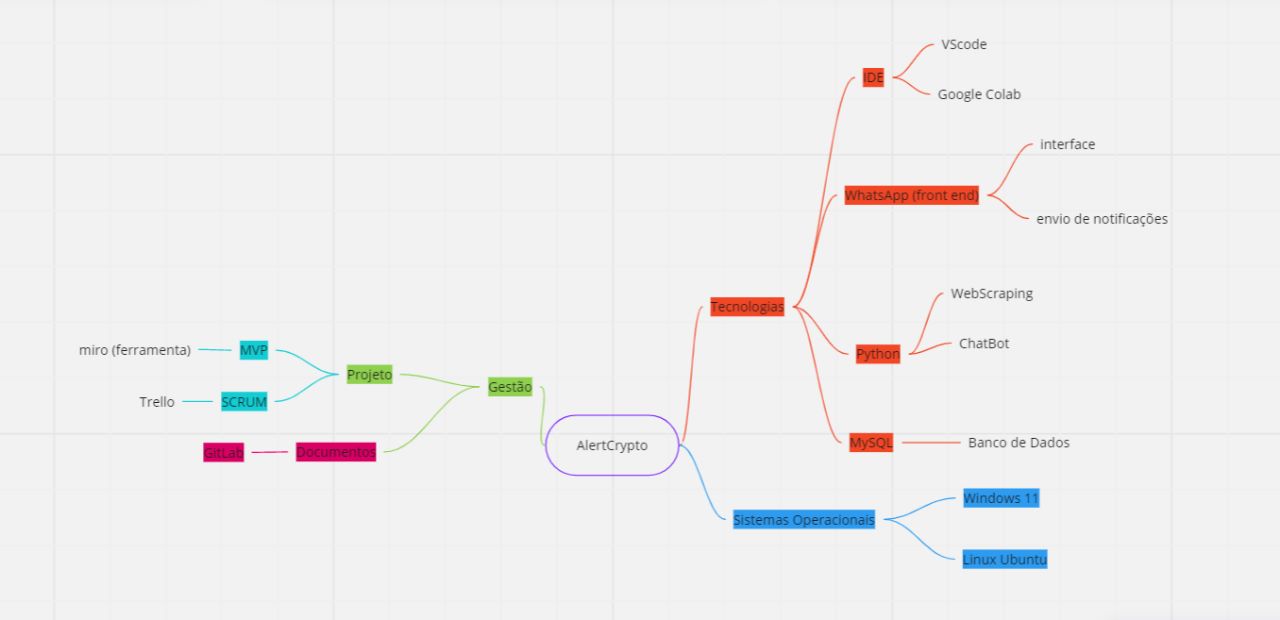 VScode
IDE
Google Colab
interface
WhatsApp (front end)
envio de notificações
WebScraping
Tecnologias
ChatBot
Python
miro (ferramenta)
MVP
Projeto
Gestão
Trello
SCRUM
AlertCrypto
MySQL
Banco de Dados
GitLab
Documentos
Windows 11
Sistemas Operacionais
Linux Ubuntu